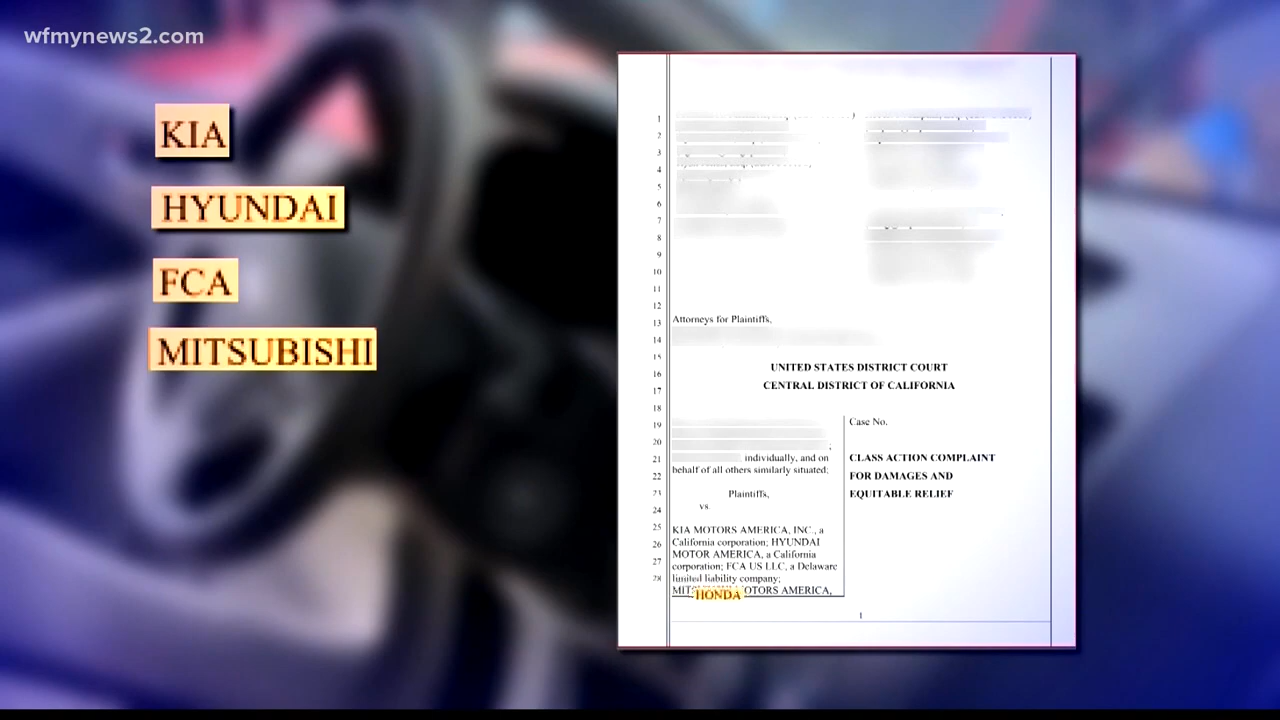 wfmynews2.com
KIA
HYUNDAI
FCA
MITSUBISHI
1
2
3
4
5
6
7
8
9
10
11
12
13
14
15
16
17
18
19
20
21
22
23
24
25
26
27
28
Attorneys for Plaintiffs,
UNITED STATES DISTRICT COURT
CENTRAL DISTRICT OF CALIFORNIA
individually, and on
behalf of all others similarly situated;
Plaintiffs,
vs.
KIA MOTORS AMERICA, INC., a
California corporation; HYUNDAI
MOTOR AMERICA, a California
corporation; FCA US LLC, a Delaware
limited liability company;
MOTORS AMERICA,
HONDA
Case No.
CLASS ACTION COMPLAINT
FOR DAMAGES AND
EQUITABLE RELIEF
1